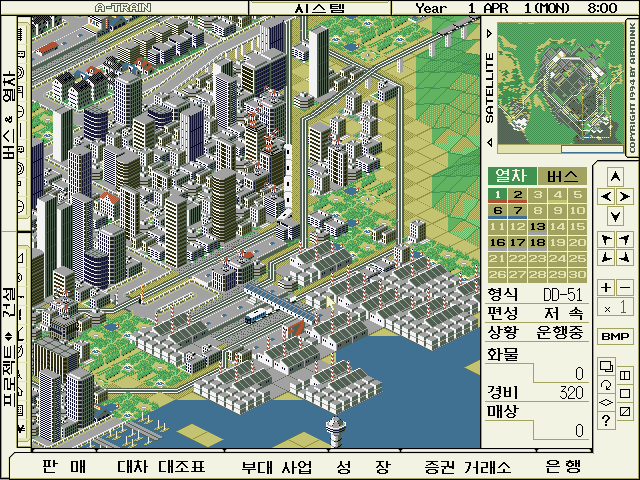 A-TRAIN
시스템
Year 1 APR 1(MON) 8:00
버스 & 열차
프로젝트 ♦ 건설
SATELLITE
COPYRIGHT 1994 BY ARTDINK
열차 버스
1 2 3 4 5
6 7 8 9 10
11 12 13 14 15
16 17 18 19 20
21 22 23 24 25
26 27 28 29 30
형식 DD-51
편성 저 속
상황 운행중
화물
0
경비 320
매상
0
× 1
BMP
?
판 매 대차 대조표 부대 사업 성 장 증권 거래소 은 행